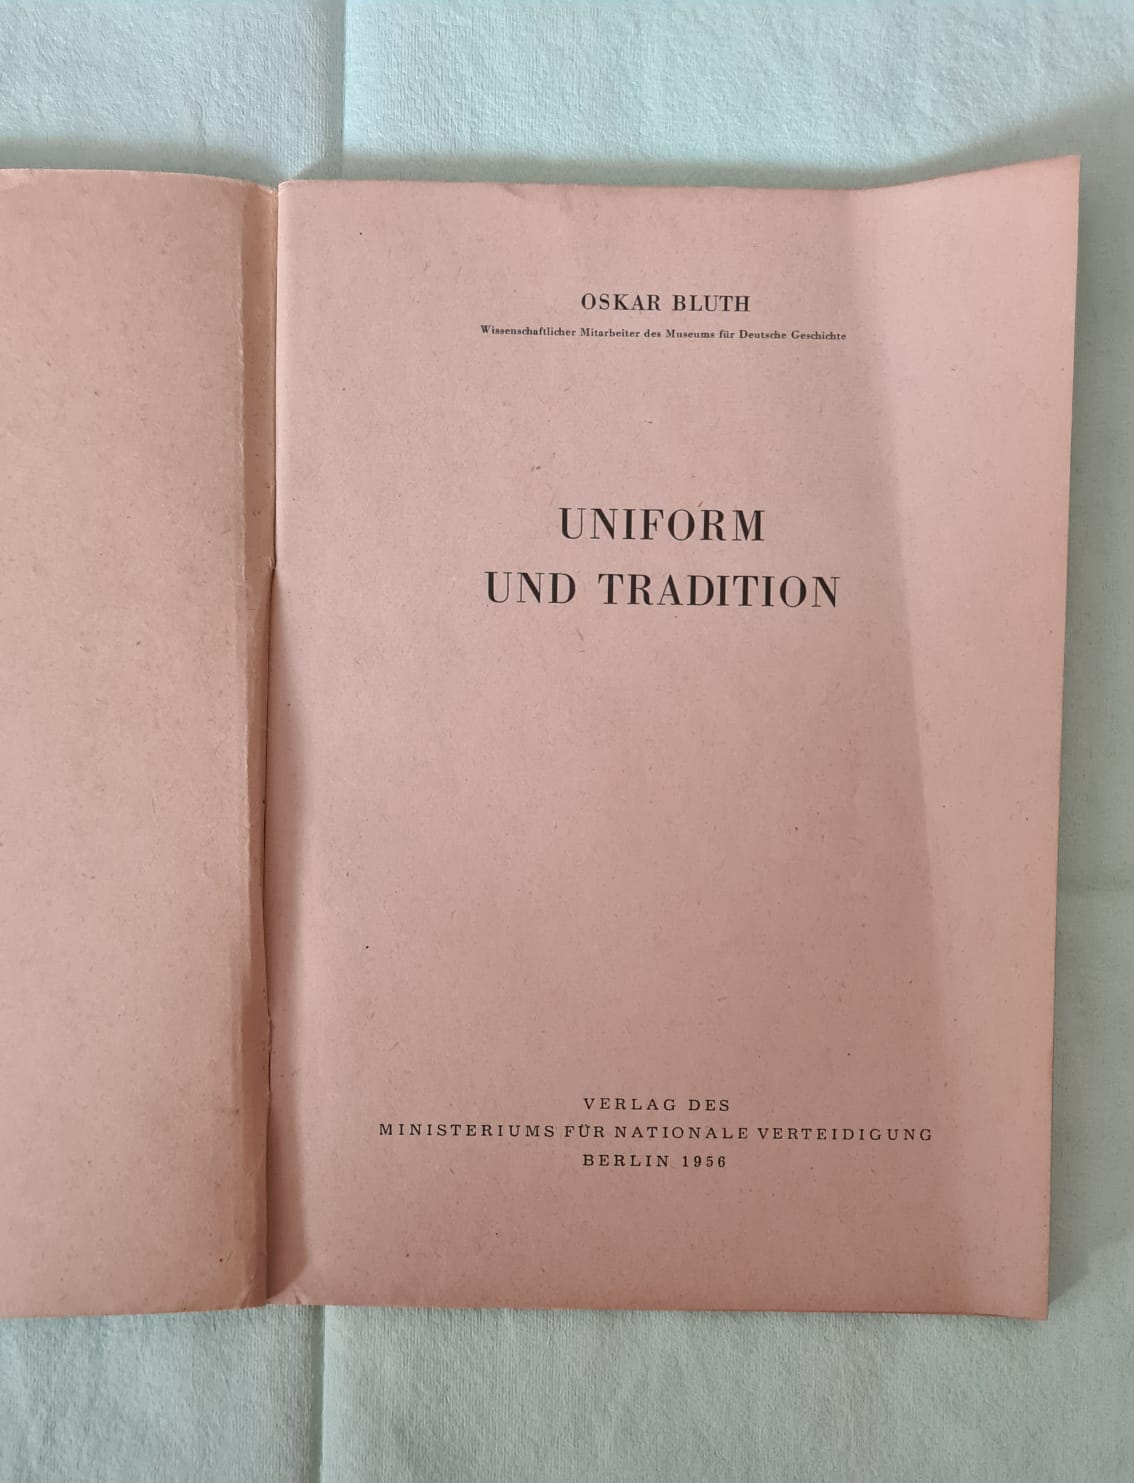 OSKAR BLUTH
Wissenschaftlicher Mitarbeiter des Museums für Deutsche Geschichte
UNIFORM
UND TRADITION
VERLAG DES
MINISTERIUMS FÜR NATIONALE VERTEIDIGUNG
BERLIN 1956